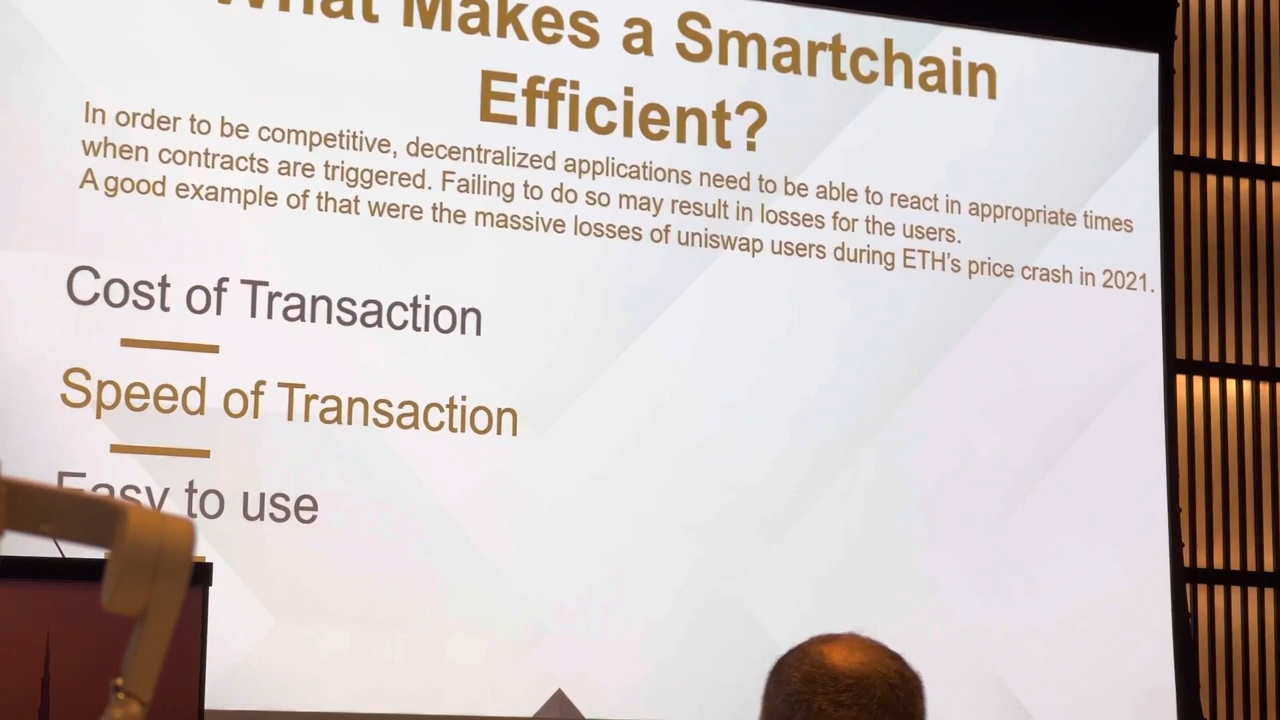 What Makes a Smartchain
Efficient?
In order to be competitive, decentralized applications need to be able to react in appropriate times
when contracts are triggered. Failing to do so may result in losses for the users.
A good example of that were the massive losses of uniswap users during ETH's price crash in 2021.
Cost of Transaction
Speed of Transaction
Easy to use